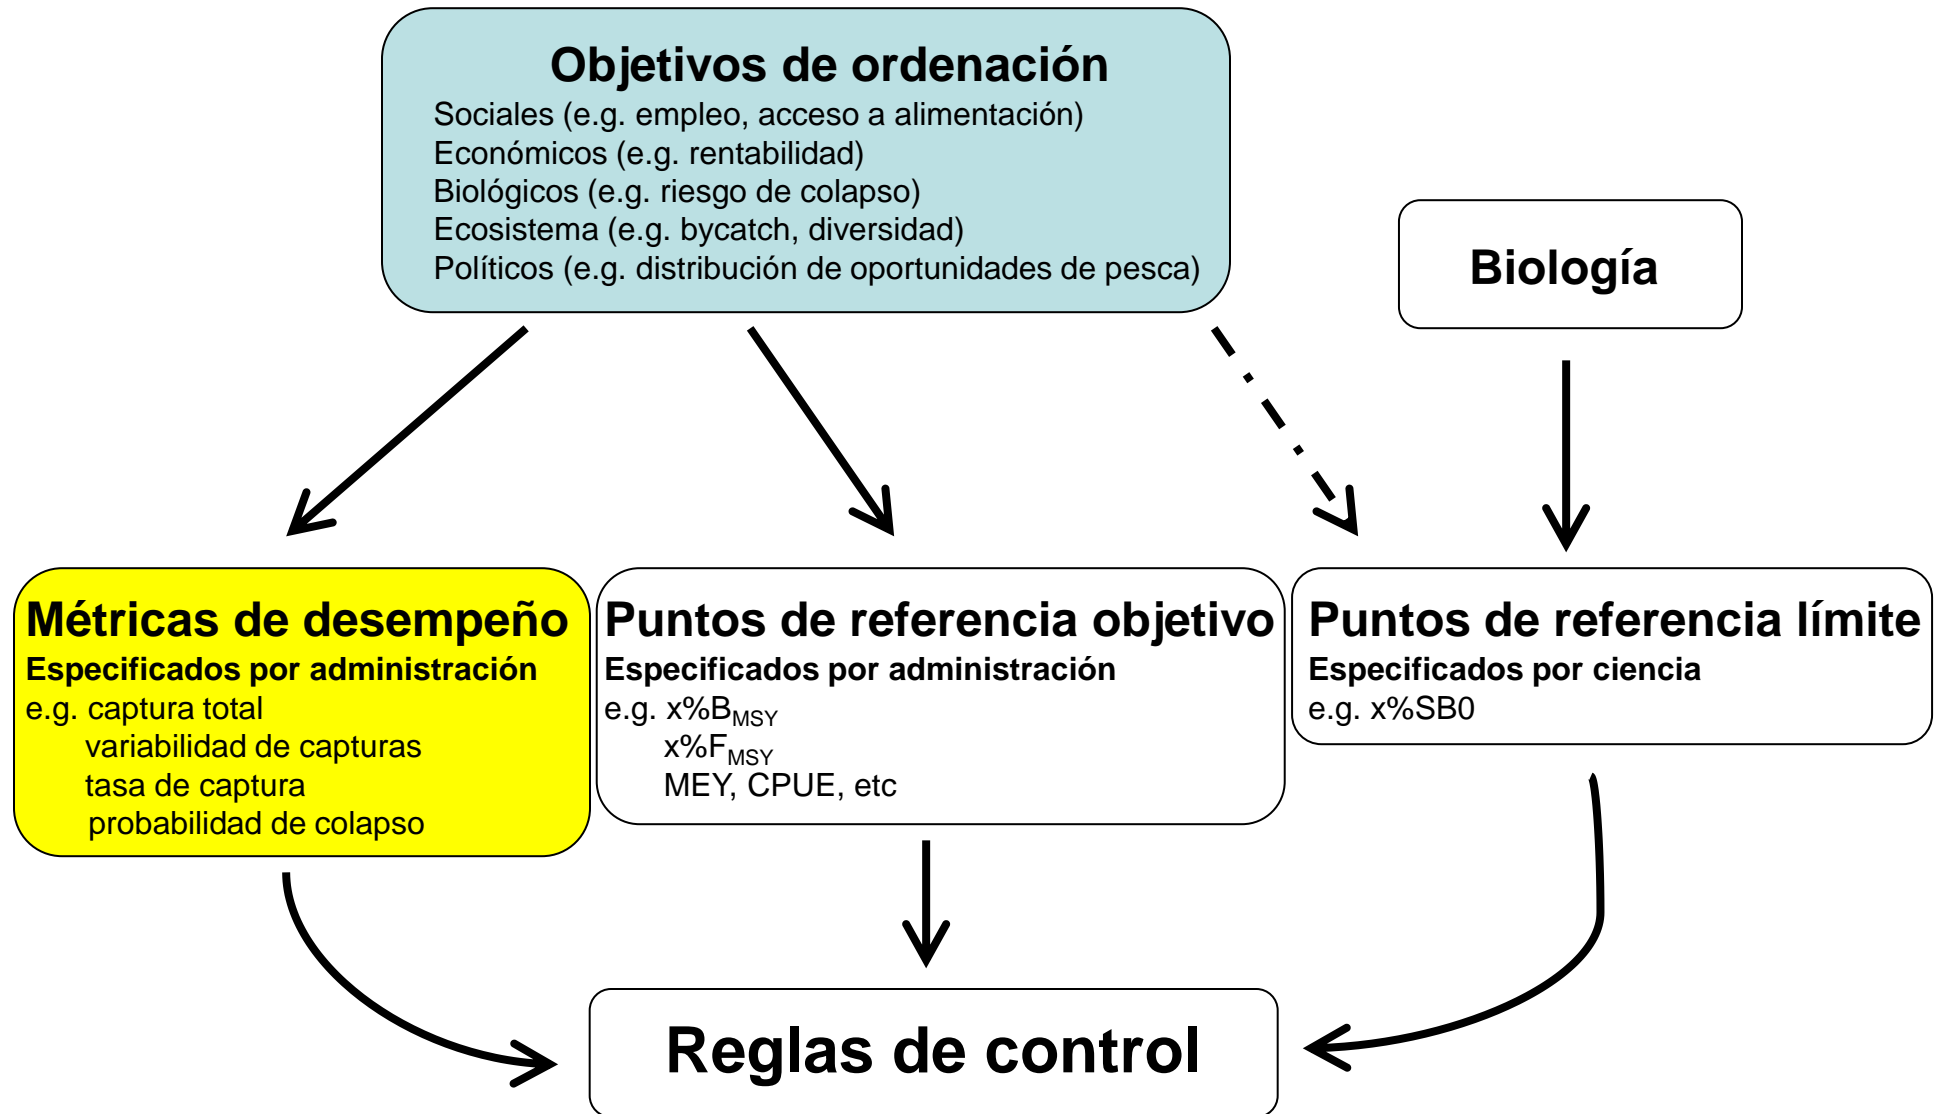 Objetivos de ordenación
Sociales (e.g. empleo, acceso a alimentación)
Económicos (e.g. rentabilidad)
Biológicos (e.g. riesgo de colapso)
Ecosistema (e.g. bycatch, diversidad)
Políticos (e.g. distribución de oportunidades de pesca)
Biología
Métricas de desempeño
Especificados por administración
e.g. captura total
variabilidad de capturas
tasa de captura
probabilidad de colapso
Puntos de referencia objetivo
Especificados por administración
e.g. x%BMSY
x%FMSY
MEY, CPUE, etc
Puntos de referencia límite
Especificados por ciencia
e.g. x%SB0
Reglas de control